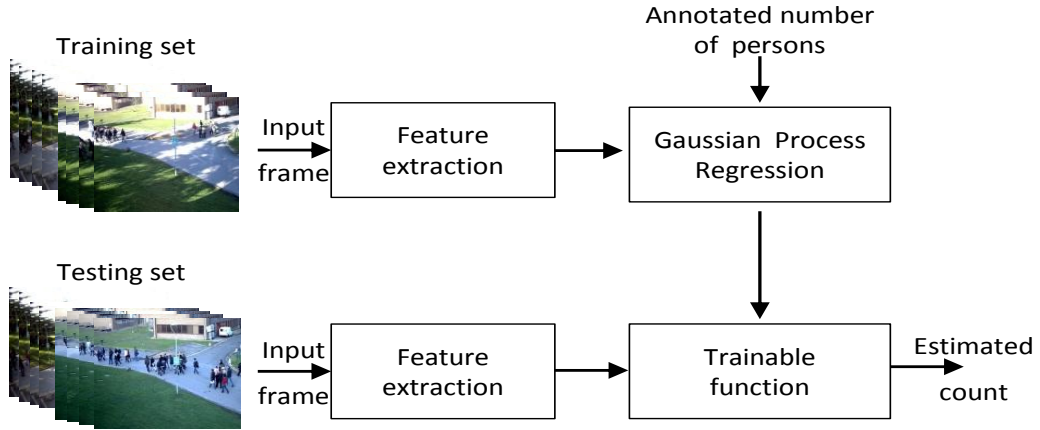 Annotated number
of persons
Training set
Input
frame
Feature
extraction
Gaussian Process
Regression
Testing set
Input
frame
Feature
extraction
Trainable
function
Estimated
count